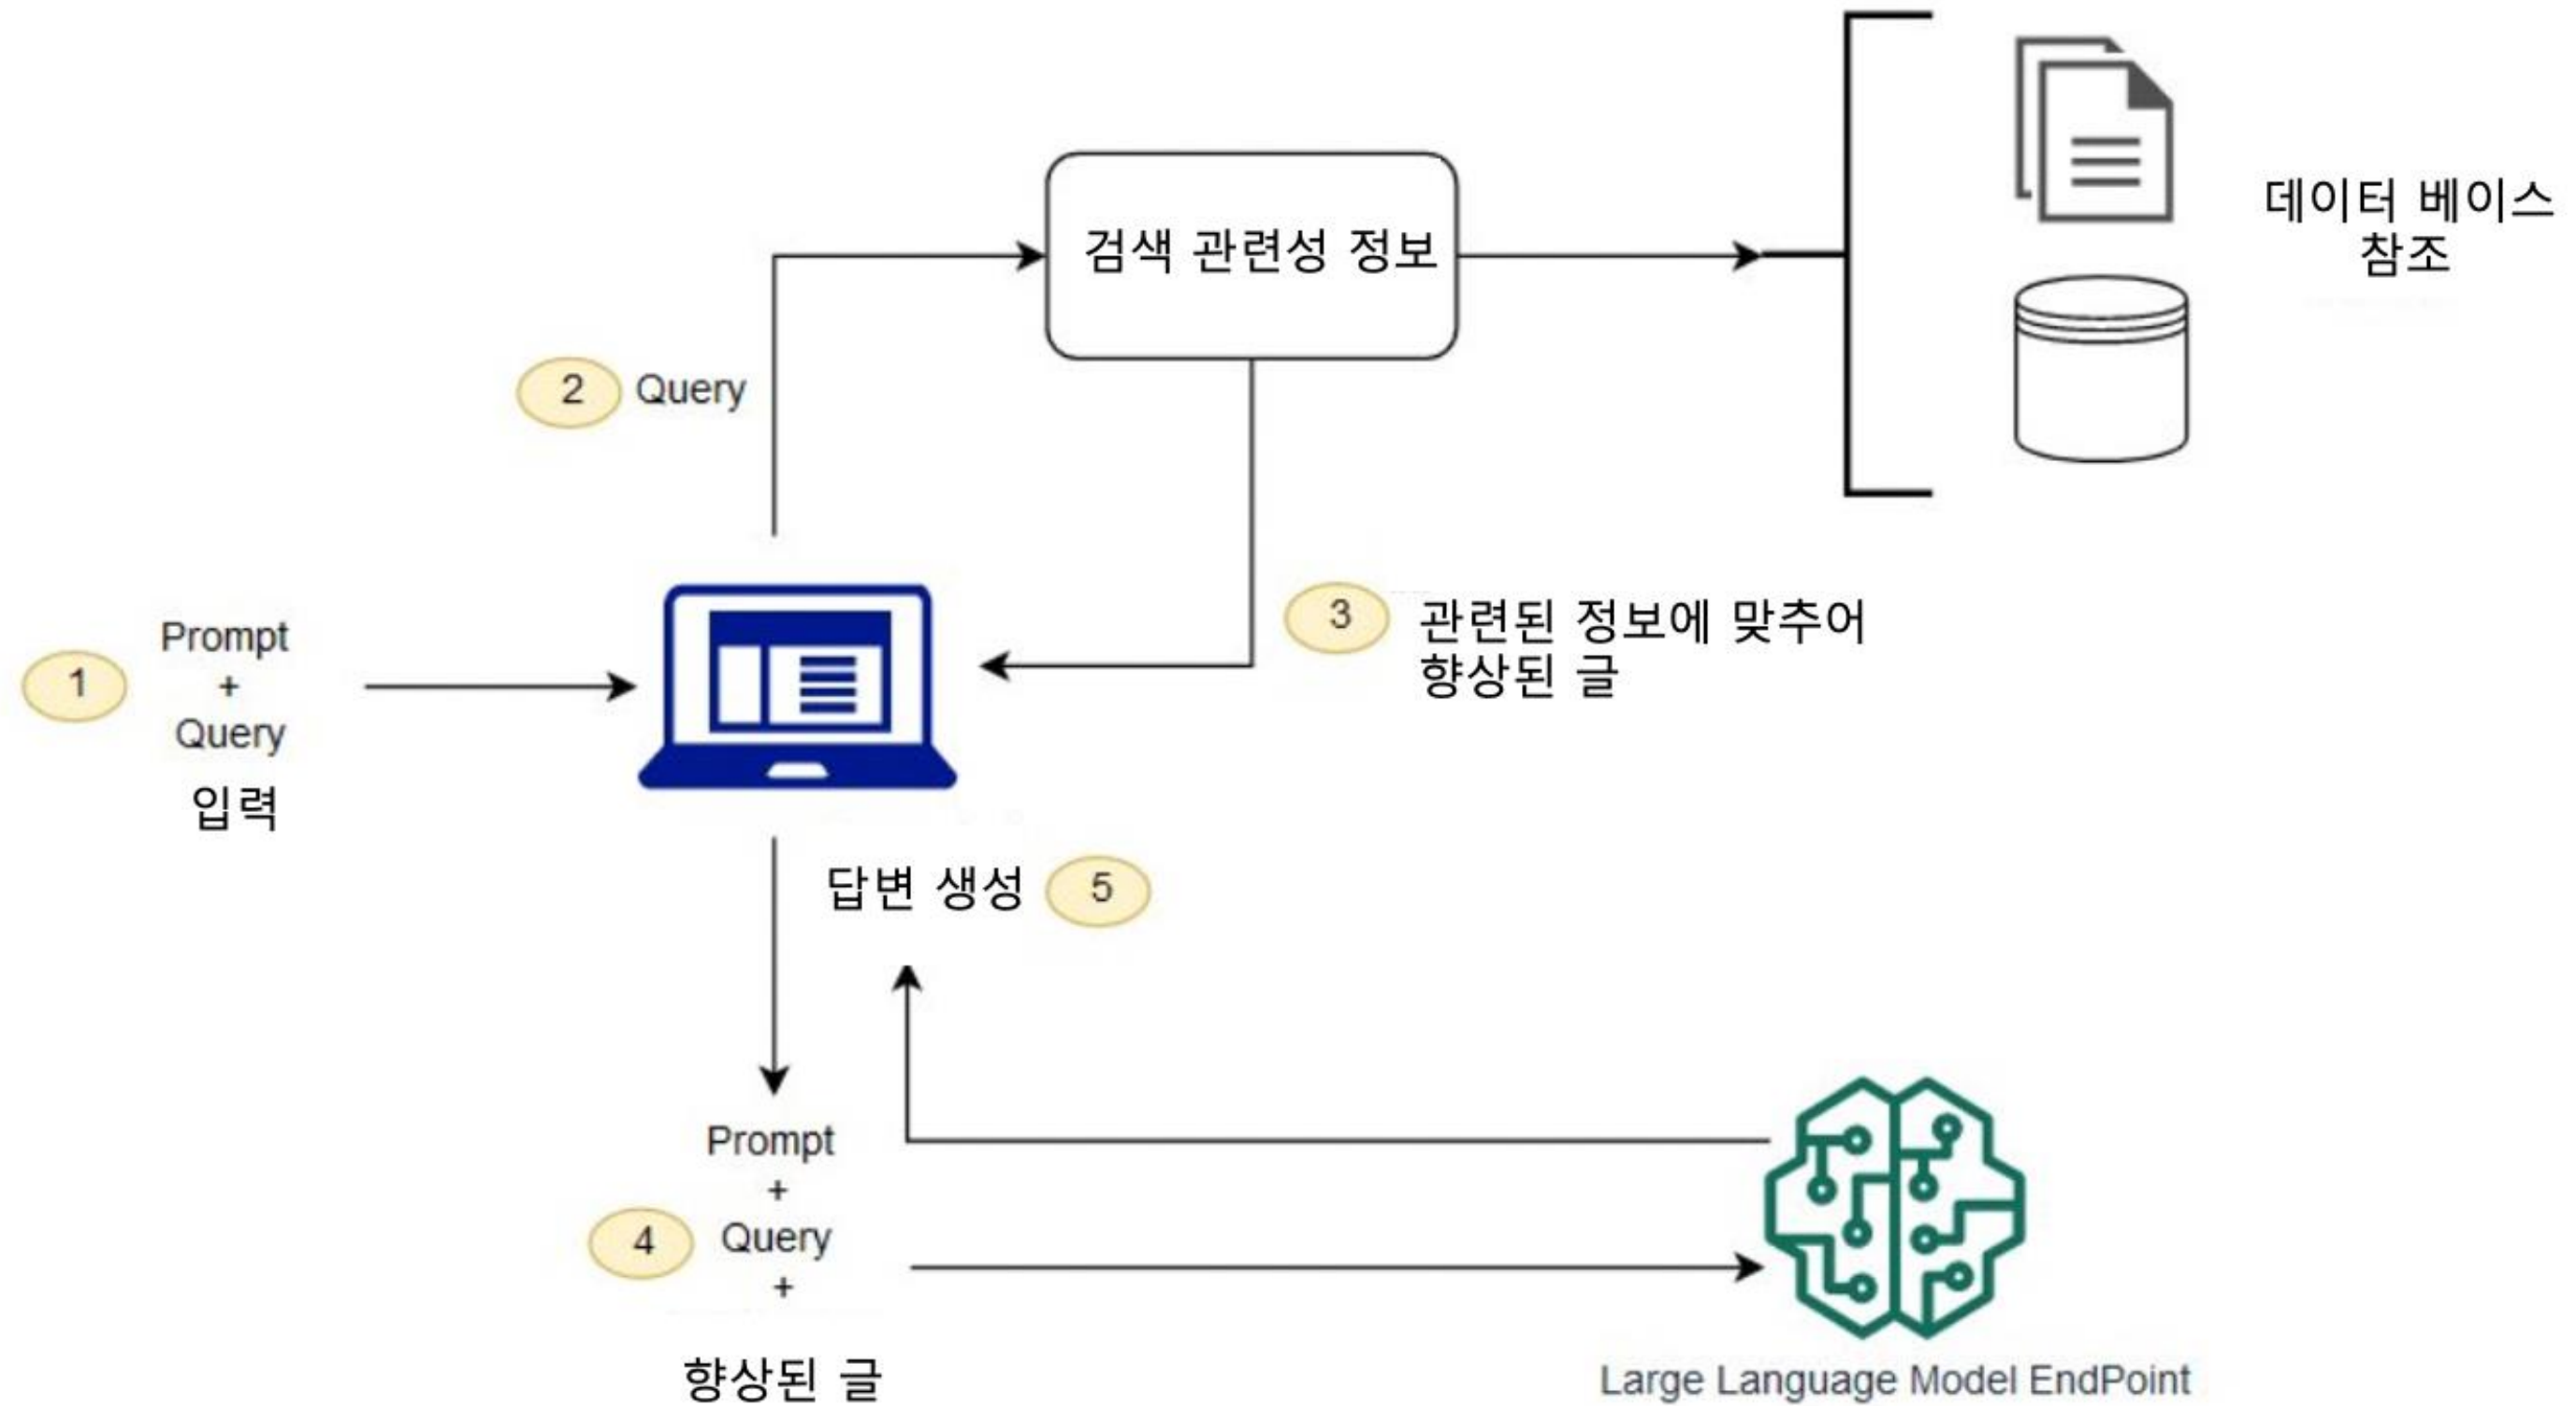 데이터 베이스
참조
검색 관련성 정보
2 Query
3 관련된 정보에 맞추어
향상된 글
1 Prompt
+
Query
입력
답변 생성 5
Prompt
+
4 Query
+
향상된 글
Large Language Model EndPoint